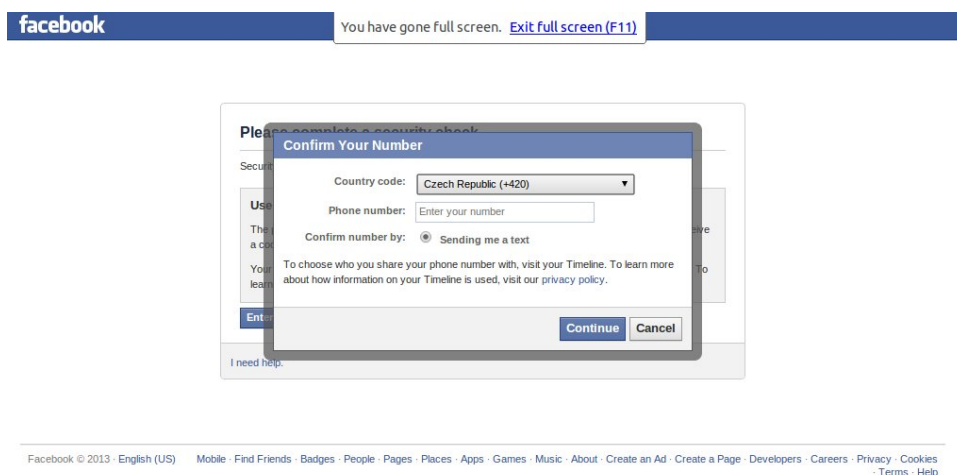 facebook
You have gone full screen. Exit full screen (F11)
Please complete a security check
Confirm Your Number
Country code: Czech Republic (+420)
Phone number: Enter your number
Confirm number by: Sending me a text
To choose who you share your phone number with, visit your Timeline. To learn more
about how information on your Timeline is used, visit our privacy policy.
Continue Cancel
I need help.
Facebook © 2013 · English (US) Mobile · Find Friends · Badges · People · Pages · Places · Apps · Games · Music · About · Create an Ad · Create a Page · Developers · Careers · Privacy · Cookies
· Terms · Help